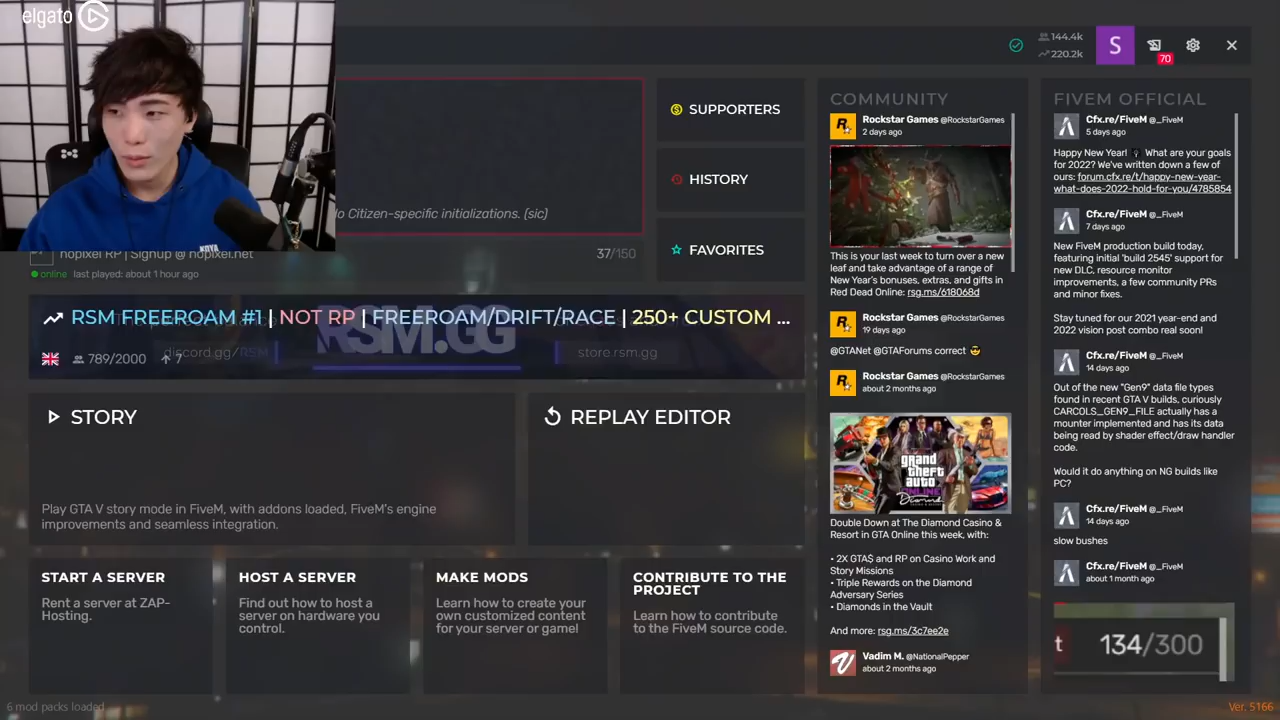 elgato
144.4k
220.2k
S
70
do Citizen-specific initializations. (sic)
nopixel RP | Signup @ nopixel.net
37/150
online last played: about 1 hour ago
RSM FREEROAM #1 | NOT RP | FREEROAM/DRIFT/RACE | 250+ CUSTOM ...
789/2000
7
discord.gg/RSM
RSM.GG
store.rsm.gg
STORY
Play GTA V story mode in FiveM, with addons loaded, FiveM's engine
improvements and seamless integration.
REPLAY EDITOR
START A SERVER
Rent a server at ZAP-
Hosting.
HOST A SERVER
Find out how to host a
server on hardware you
control.
MAKE MODS
Learn how to create your
own customized content
for your server or game!
CONTRIBUTE TO THE
PROJECT
Learn how to contribute
to the FiveM source code.
SUPPORTERS
HISTORY
FAVORITES
COMMUNITY
Rockstar Games @RockstarGames
2 days ago
This is your last week to turn over a new
leaf and take advantage of a range of
New Year's bonuses, extras, and gifts in
Red Dead Online: rsg.ms/618068d
Rockstar Games @RockstarGames
19 days ago
@GTANet @GTAForums correct 😎
Rockstar Games @RockstarGames
about 2 months ago
grand
theft
auto
ONLINE
Diamond
Double Down at The Diamond Casino &
Resort in GTA Online this week, with:
• 2X GTA$ and RP on Casino Work and
Story Missions
• Triple Rewards on the Diamond
Adversary Series
• Diamonds in the Vault
And more: rsg.ms/3c7ee2e
Vadim M. @NationalPepper
about 2 months ago
FIVEM OFFICIAL
Cfx.re/FiveM @_FiveM
5 days ago
Happy New Year! What are your goals
for 2022? We've written down a few of
ours: forum.cfx.re/t/happy-new-year-
what-does-2022-hold-for-you/4785854
Cfx.re/FiveM @_FiveM
7 days ago
New FiveM production build today,
featuring initial 'build 2545' support for
new DLC, resource monitor
improvements, a few community PRs
and minor fixes.
Stay tuned for our 2021 year-end and
2022 vision post combo real soon!
Cfx.re/FiveM @_FiveM
14 days ago
Out of the new "Gen9" data file types
found in recent GTA V builds, curiously
CARCOLS_GEN9_FILE actually has a
mounter implemented and has its data
being read by shader effect/draw handler
code.
Would it do anything on NG builds like
PC?
Cfx.re/FiveM @_FiveM
14 days ago
slow bushes
Cfx.re/FiveM @_FiveM
about 1 month ago
t 134/300
6 mod packs loaded
Ver. 5166